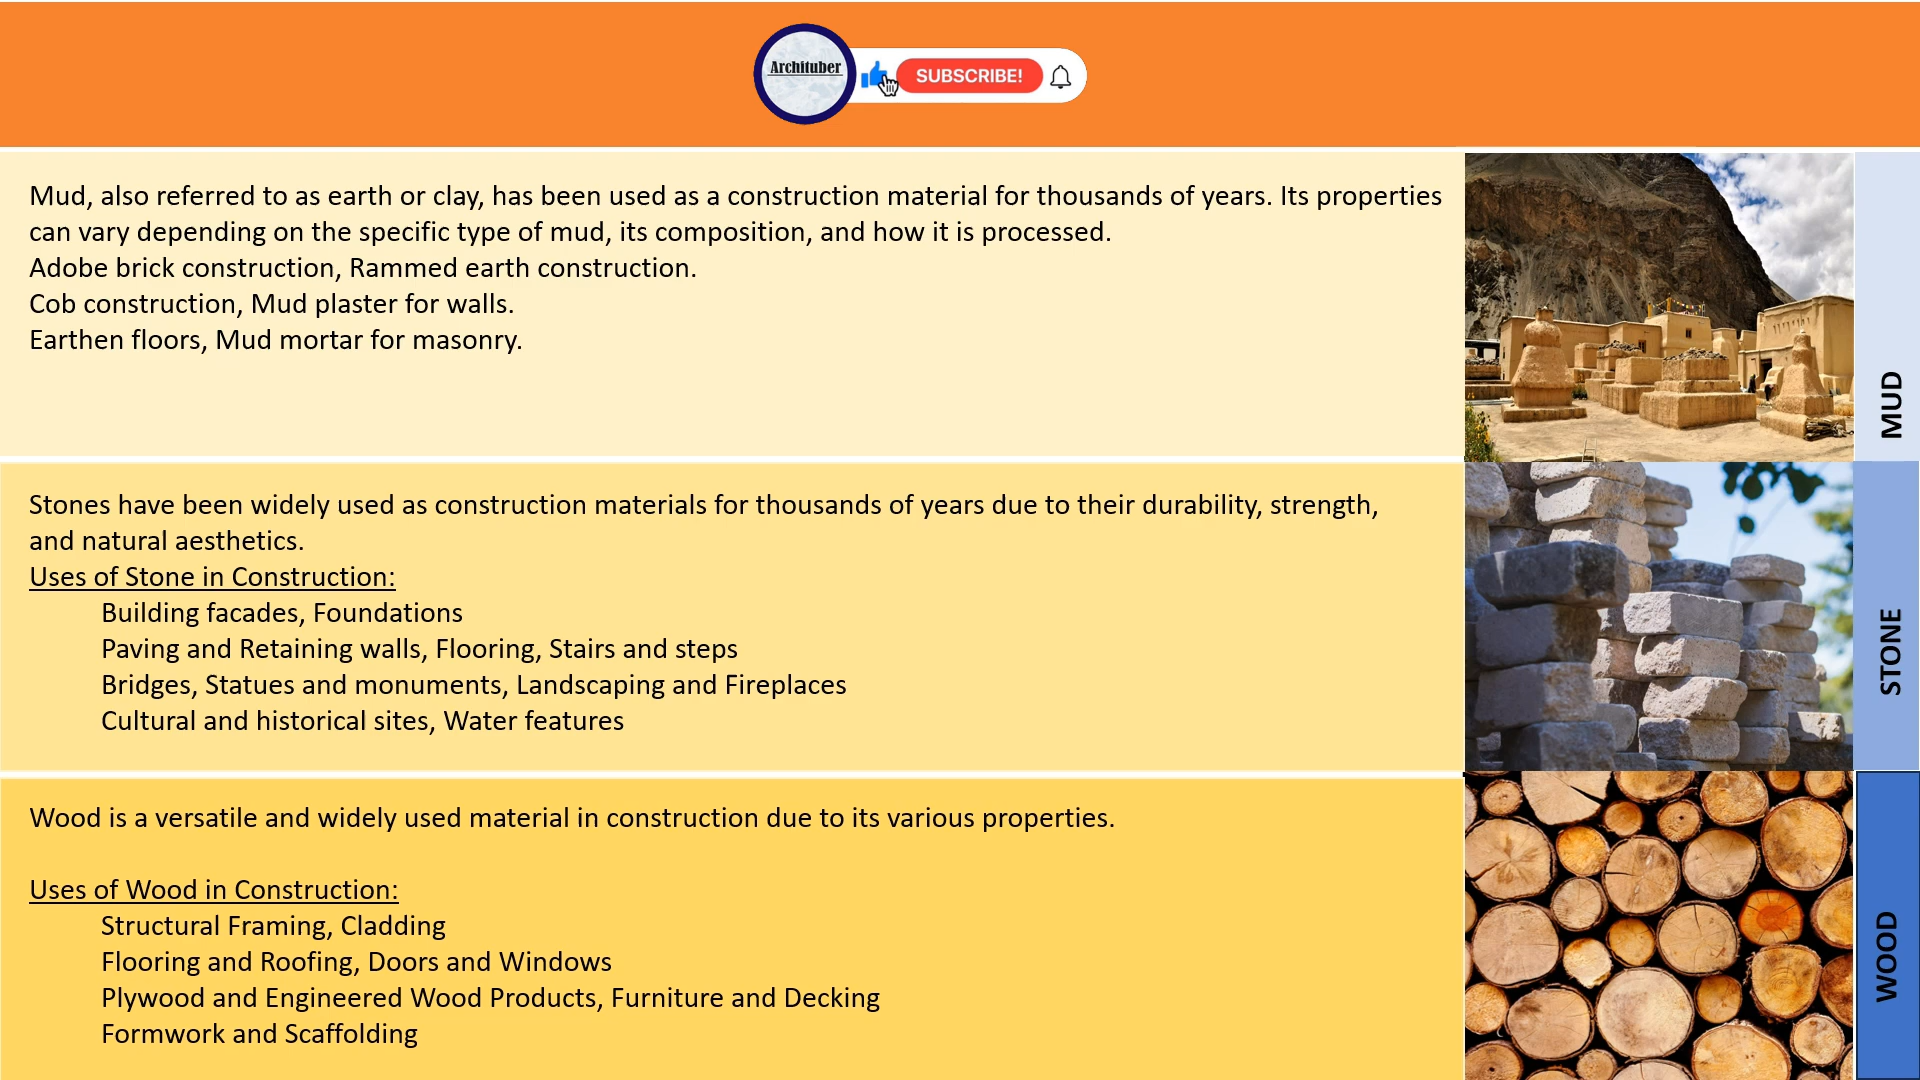 Archituber
SUBSCRIBE!
Mud, also referred to as earth or clay, has been used as a construction material for thousands of years. Its properties
can vary depending on the specific type of mud, its composition, and how it is processed.
Adobe brick construction, Rammed earth construction.
Cob construction, Mud plaster for walls.
Earthen floors, Mud mortar for masonry.
MUD
Stones have been widely used as construction materials for thousands of years due to their durability, strength,
and natural aesthetics.
Uses of Stone in Construction:
Building facades, Foundations
Paving and Retaining walls, Flooring, Stairs and steps
Bridges, Statues and monuments, Landscaping and Fireplaces
Cultural and historical sites, Water features
STONE
Wood is a versatile and widely used material in construction due to its various properties.
Uses of Wood in Construction:
Structural Framing, Cladding
Flooring and Roofing, Doors and Windows
Plywood and Engineered Wood Products, Furniture and Decking
Formwork and Scaffolding
WOOD